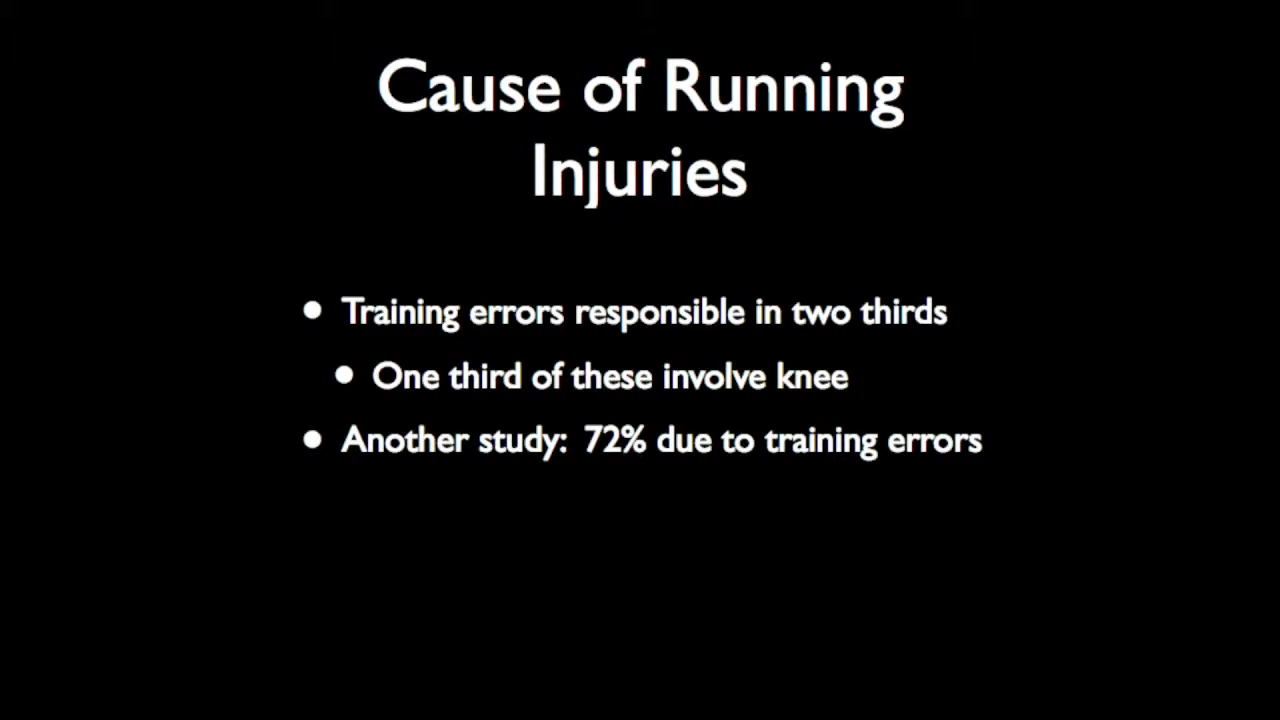 Cause of Running
Injuries
• Training errors responsible in two thirds
• One third of these involve knee
• Another study: 72% due to training errors